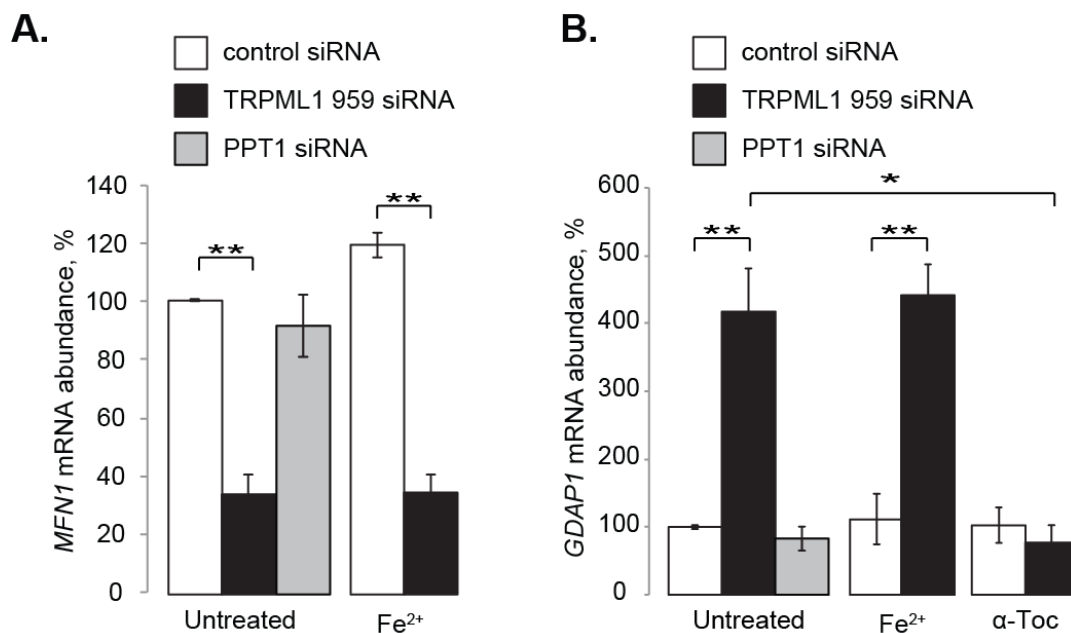 A.
control siRNA
TRPML1 959 siRNA
PPT1 siRNA
MFN1 mRNA abundance, %
140
120
100
80
60
40
20
0
**
**
Untreated
Fe²⁺
B.
control siRNA
TRPML1 959 siRNA
PPT1 siRNA
GDAP1 mRNA abundance, %
600
500
400
300
200
100
0
*
**
**
Untreated
Fe²⁺
α-Toc